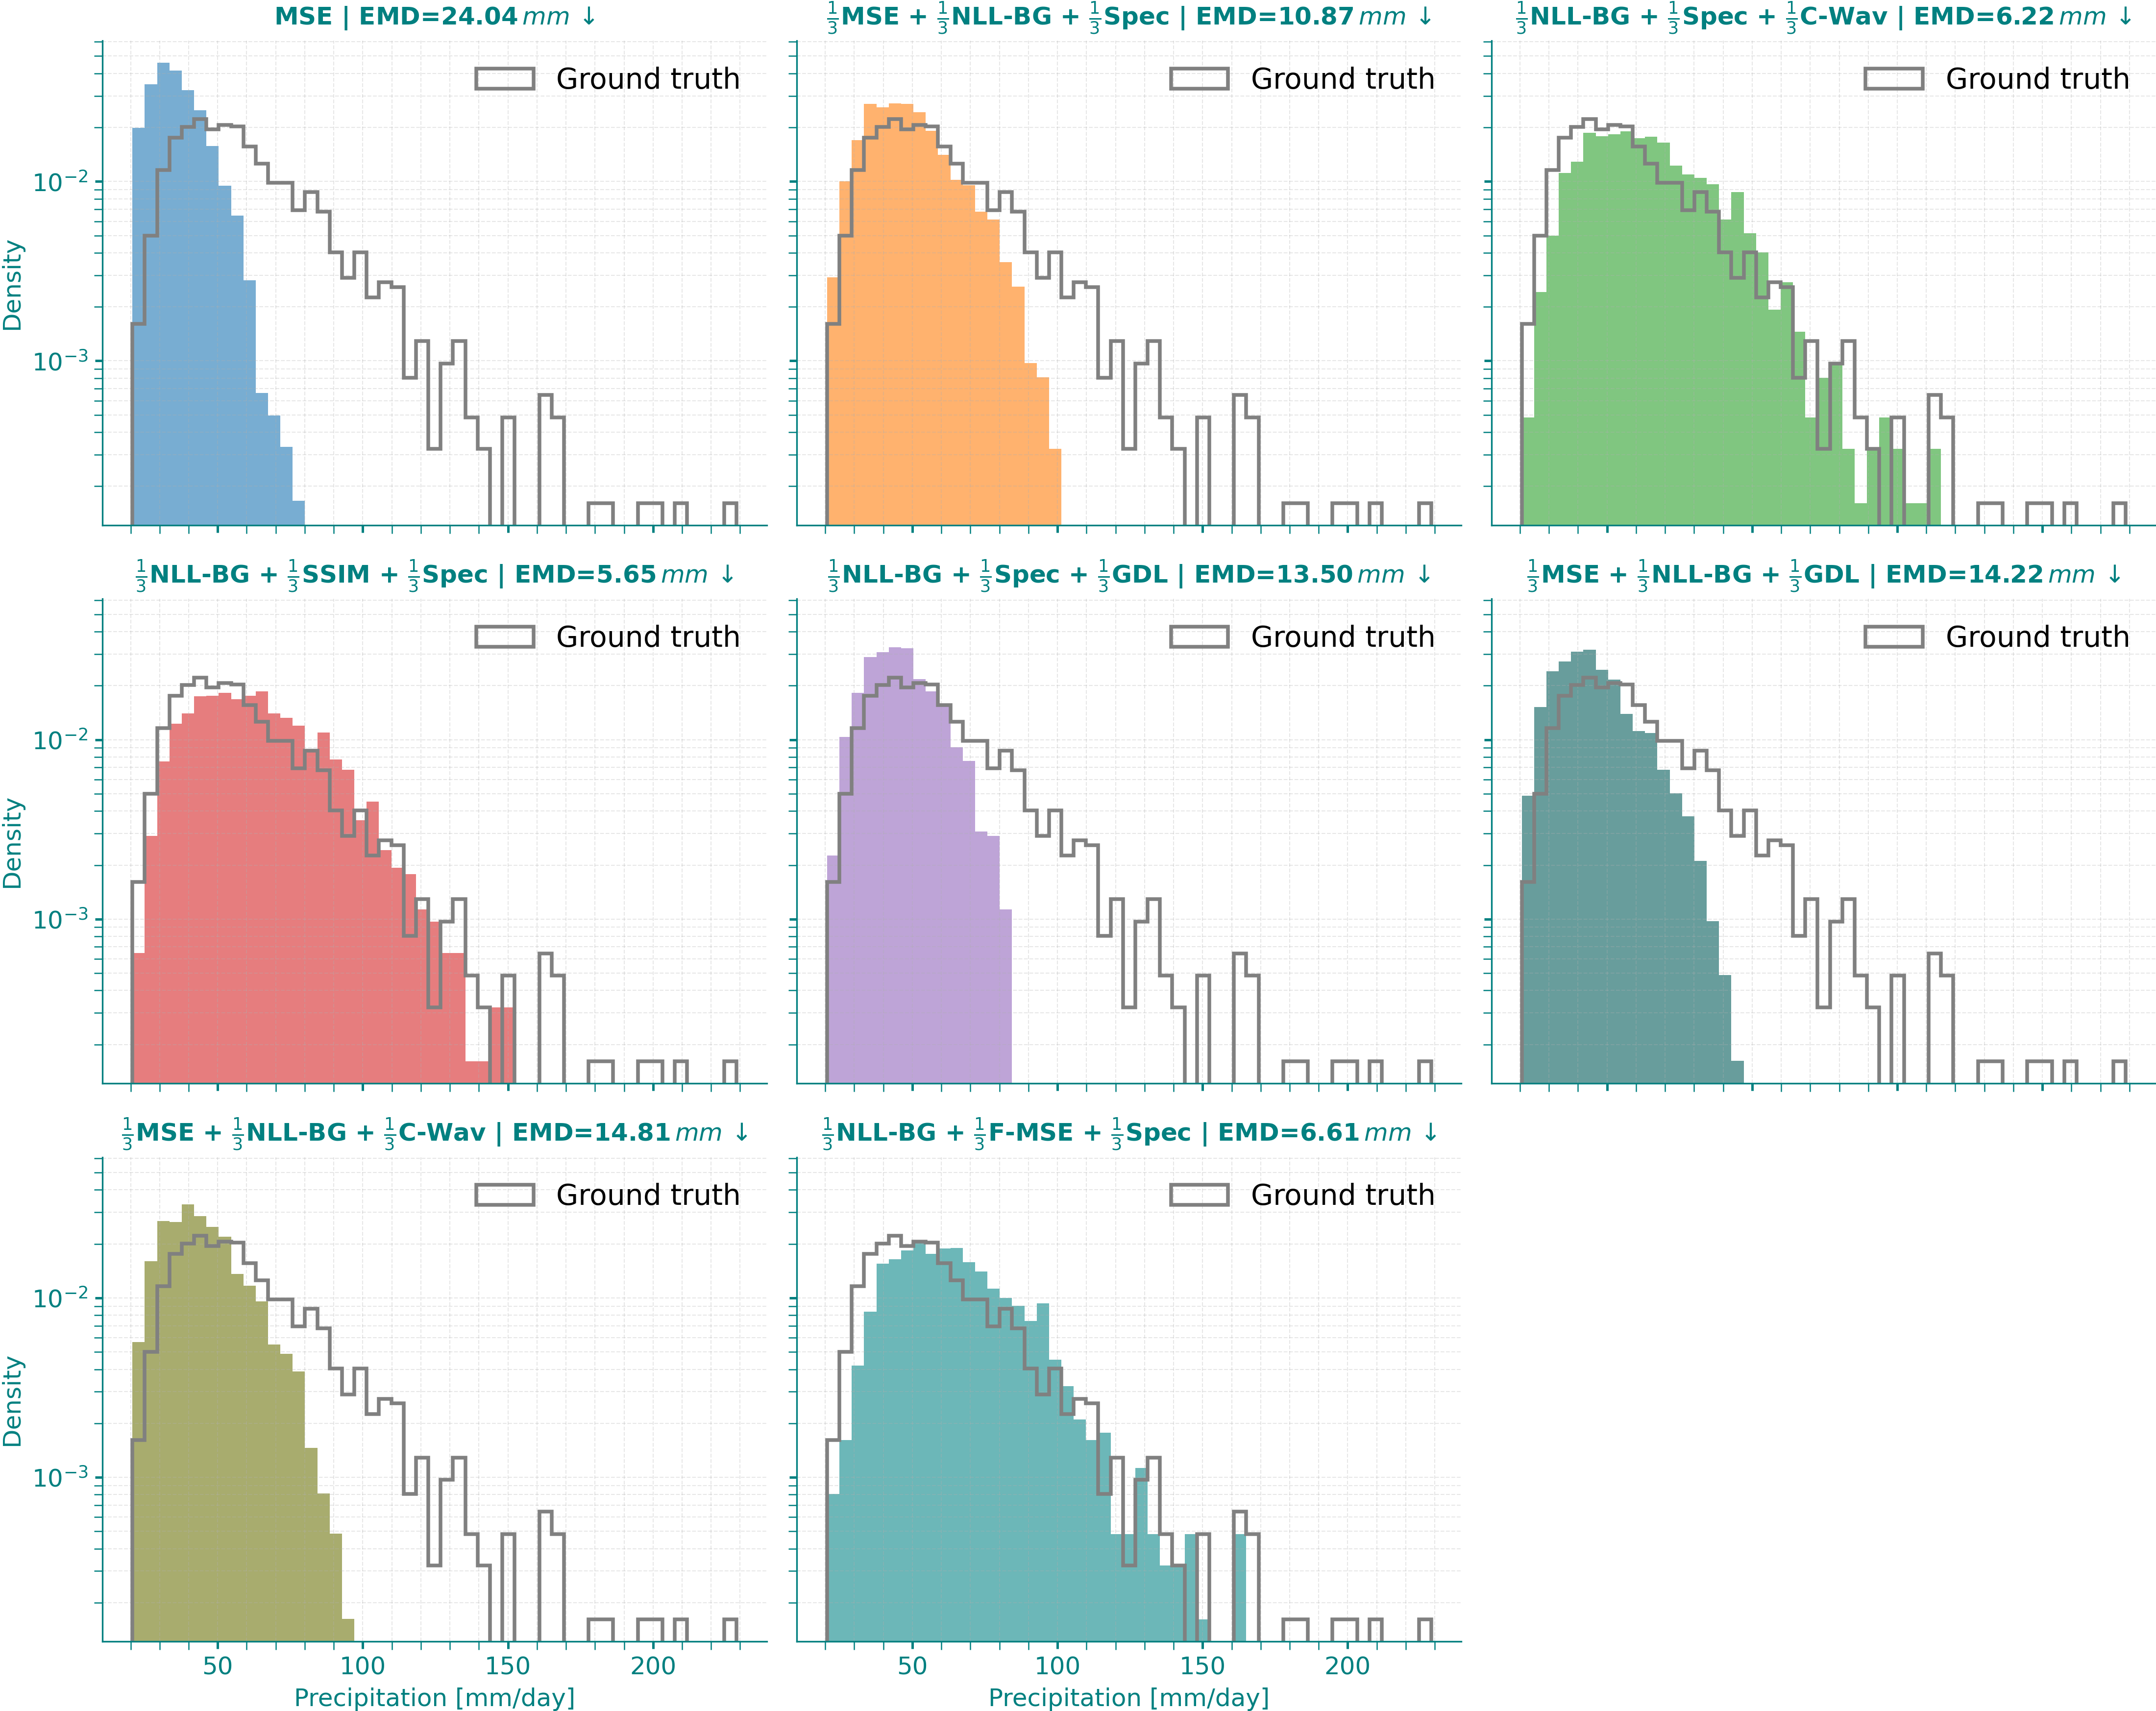 MSE | EMD=24.04 mm ↓
Ground truth
Density
10⁻²
10⁻³
⅓MSE + ⅓NLL-BG + ⅓Spec | EMD=10.87 mm ↓
Ground truth
⅓NLL-BG + ⅓Spec + ⅓C-Wav | EMD=6.22 mm ↓
Ground truth
⅓NLL-BG + ⅓SSIM + ⅓Spec | EMD=5.65 mm ↓
Ground truth
Density
10⁻²
10⁻³
⅓NLL-BG + ⅓Spec + ⅓GDL | EMD=13.50 mm ↓
Ground truth
⅓MSE + ⅓NLL-BG + ⅓GDL | EMD=14.22 mm ↓
Ground truth
⅓MSE + ⅓NLL-BG + ⅓C-Wav | EMD=14.81 mm ↓
Ground truth
Density
10⁻²
10⁻³
50 100 150 200
Precipitation [mm/day]
⅓NLL-BG + ⅓F-MSE + ⅓Spec | EMD=6.61 mm ↓
Ground truth
50 100 150 200
Precipitation [mm/day]